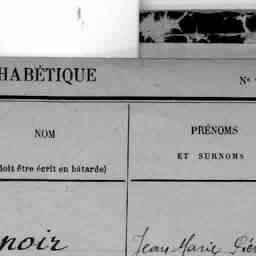 HABÉTIQUE
N°
NOM
doit être écrit en bâtarde)
PRÉNOMS
ET SURNOMS
noir
Jean Marie